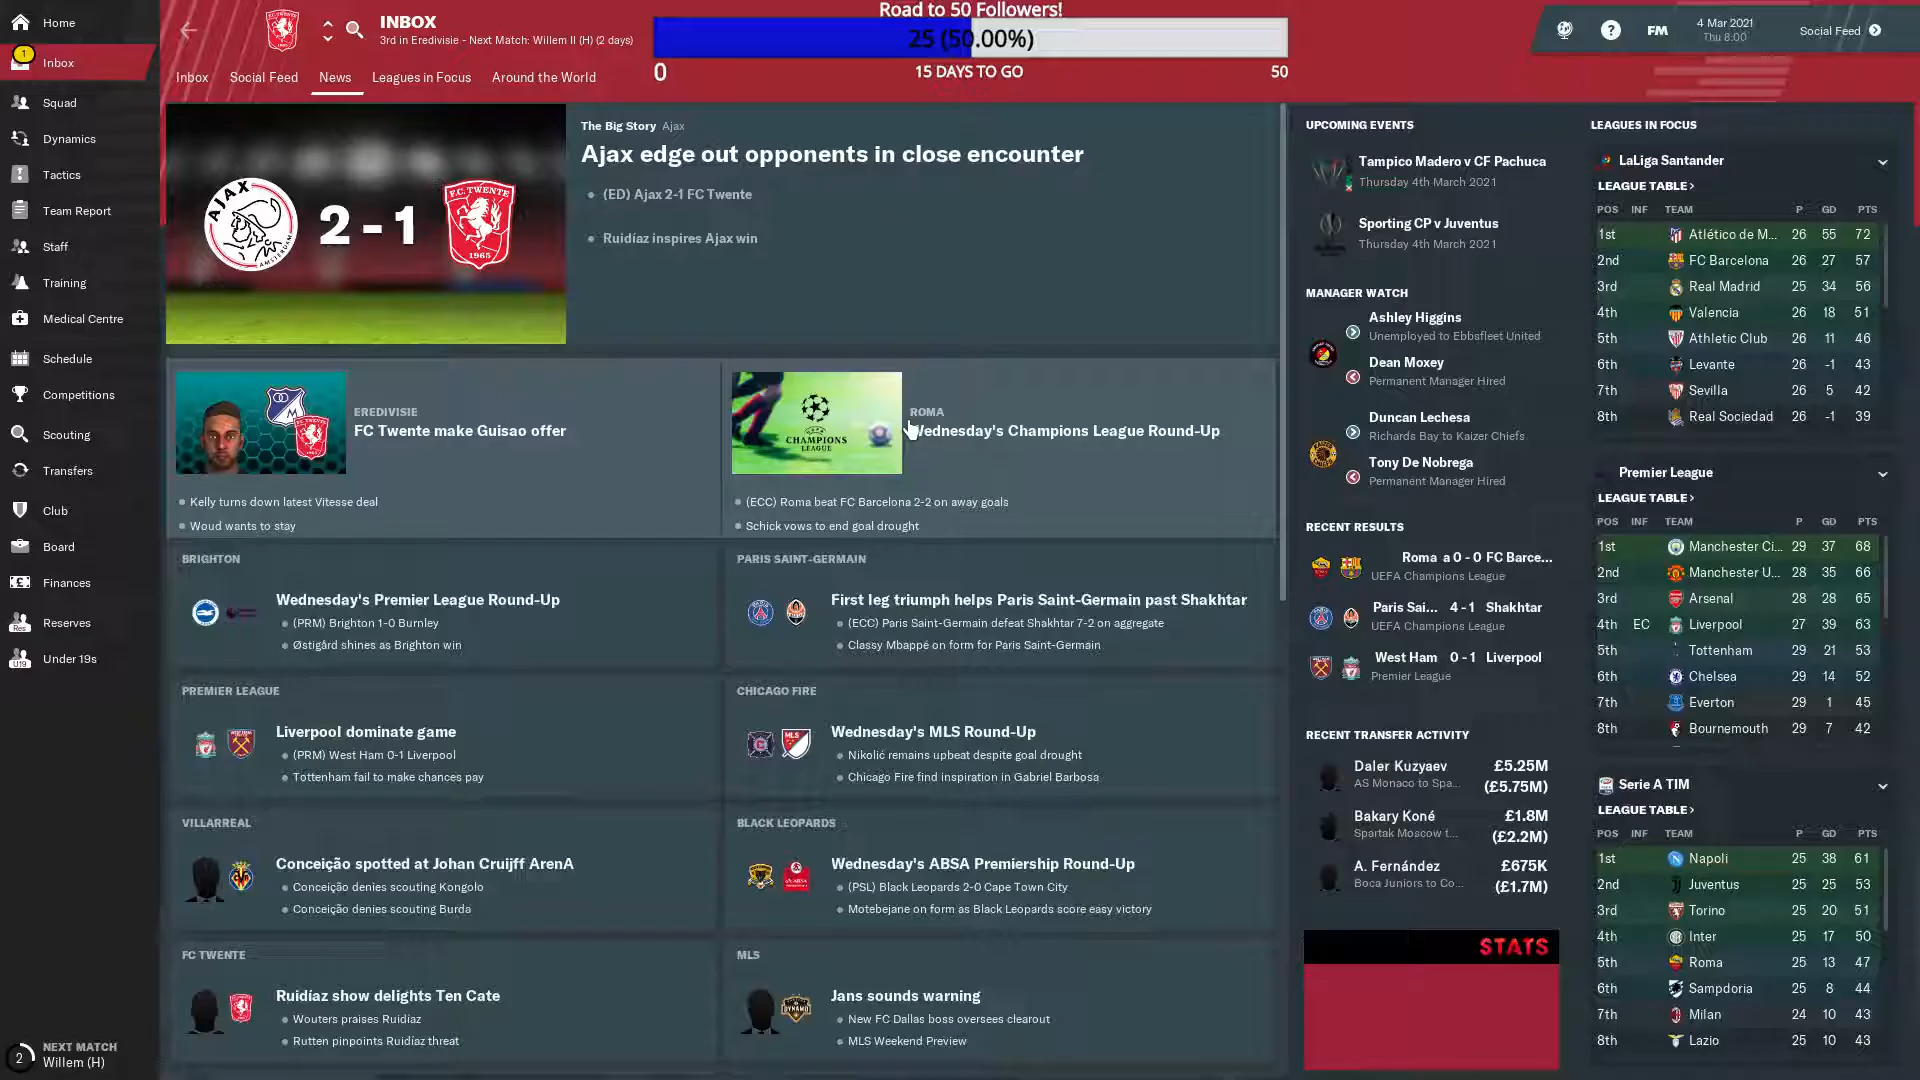 Road to 50 Followers!
25 (50.00%)
0
15 DAYS TO GO
50
Home
1
Inbox
Squad
Dynamics
Tactics
Team Report
Staff
Training
Medical Centre
Schedule
Competitions
Scouting
Transfers
Club
Board
Finances
Reserves
Under 19s
2
NEXT MATCH
Willem (H)
INBOX
3rd in Eredivisie - Next Match: Willem II (H) (2 days)
Inbox Social Feed News Leagues in Focus Around the World
FM
4 Mar 2021
Thu 8:00
Social Feed
AJAX 2 - 1 F.C. TWENTE 1965
The Big Story Ajax
Ajax edge out opponents in close encounter
(ED) Ajax 2-1 FC Twente
Ruidíaz inspires Ajax win
EREDIVISIE
FC Twente make Guisao offer
Kelly turns down latest Vitesse deal
Woud wants to stay
CHAMPIONS
LEAGUE
ROMA
Wednesday's Champions League Round-Up
(ECC) Roma beat FC Barcelona 2-2 on away goals
Schick vows to end goal drought
BRIGHTON
Wednesday's Premier League Round-Up
(PRM) Brighton 1-0 Burnley
Østigård shines as Brighton win
PARIS SAINT-GERMAIN
First leg triumph helps Paris Saint-Germain past Shakhtar
(ECC) Paris Saint-Germain defeat Shakhtar 7-2 on aggregate
Classy Mbappé on form for Paris Saint-Germain
PREMIER LEAGUE
Liverpool dominate game
(PRM) West Ham 0-1 Liverpool
Tottenham fail to make chances pay
CHICAGO FIRE
Wednesday's MLS Round-Up
Nikolić remains upbeat despite goal drought
Chicago Fire find inspiration in Gabriel Barbosa
VILLARREAL
Conceição spotted at Johan Cruijff ArenA
Conceição denies scouting Kongolo
Conceição denies scouting Burda
BLACK LEOPARDS
Wednesday's ABSA Premiership Round-Up
(PSL) Black Leopards 2-0 Cape Town City
Motebejane on form as Black Leopards score easy victory
FC TWENTE
Ruidíaz show delights Ten Cate
Wouters praises Ruidíaz
Rutten pinpoints Ruidíaz threat
MLS
Jans sounds warning
New FC Dallas boss oversees clearout
MLS Weekend Preview
UPCOMING EVENTS
Tampico Madero v CF Pachuca
Thursday 4th March 2021
Sporting CP v Juventus
Thursday 4th March 2021
MANAGER WATCH
Ashley Higgins
Unemployed to Ebbsfleet United
Dean Moxey
Permanent Manager Hired
Duncan Lechesa
Richards Bay to Kaizer Chiefs
Tony De Nobrega
Permanent Manager Hired
RECENT RESULTS
Roma a 0 - 0 FC Barce...
UEFA Champions League
Paris Sai... 4 - 1 Shakhtar
UEFA Champions League
West Ham 0 - 1 Liverpool
Premier League
RECENT TRANSFER ACTIVITY
Daler Kuzyaev £5.25M
AS Monaco to Spa... (£5.75M)
Bakary Koné £1.8M
Spartak Moscow t... (£2.2M)
A. Fernández £675K
Boca Juniors to Co... (£1.7M)
STATS
LEAGUES IN FOCUS
LaLiga Santander
LEAGUE TABLE >
POS INF TEAM P GD PTS
1st Atlético de M... 26 55 72
2nd FC Barcelona 26 27 57
3rd Real Madrid 25 34 56
4th Valencia 26 18 51
5th Athletic Club 26 11 46
6th Levante 26 -1 43
7th Sevilla 26 5 42
8th Real Sociedad 26 -1 39
Premier League
LEAGUE TABLE >
POS INF TEAM P GD PTS
1st Manchester Ci... 29 37 68
2nd Manchester U... 28 35 66
3rd Arsenal 28 28 65
4th EC Liverpool 27 39 63
5th Tottenham 29 21 53
6th Chelsea 29 14 52
7th Everton 29 1 45
8th Bournemouth 29 7 42
Serie A TIM
LEAGUE TABLE >
POS INF TEAM P GD PTS
1st Napoli 25 38 61
2nd Juventus 25 25 53
3rd Torino 25 20 51
4th Inter 25 17 50
5th Roma 25 13 47
6th Sampdoria 25 8 44
7th Milan 24 10 43
8th Lazio 25 10 43